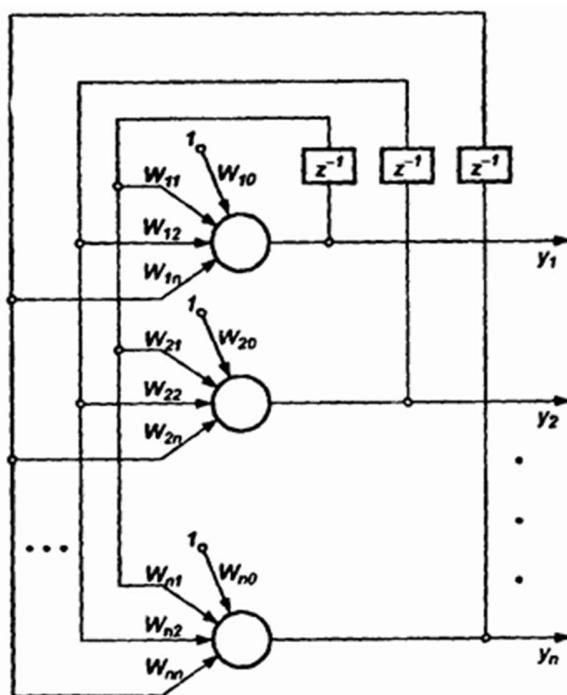 1
z⁻¹ z⁻¹ z⁻¹
W₁₁ W₁₀
W₁₂
W₁ₙ
y₁
1
W₂₁ W₂₀
W₂₂
W₂ₙ
y₂
1
Wₙ₁ Wₙ₀
Wₙ₂
Wₙₙ
yₙ